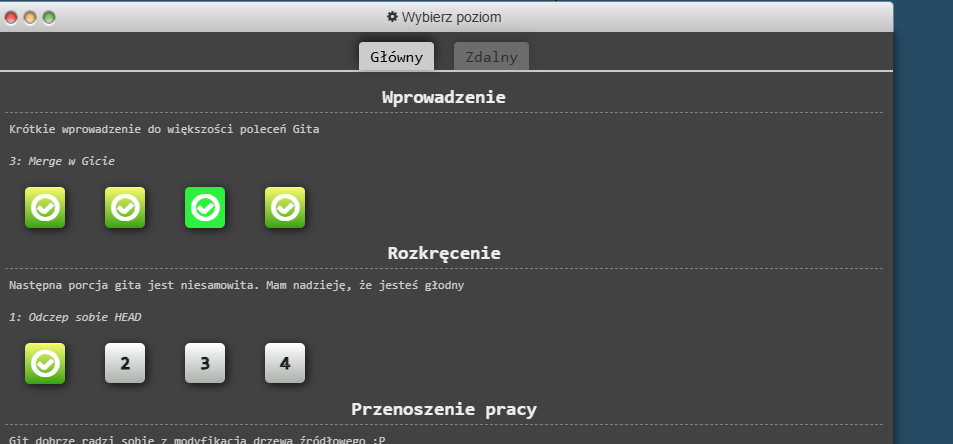 Wybierz poziom
Główny Zdalny
Wprowadzenie
Krótkie wprowadzenie do większości poleceń Gita
3: Merge w Gicie
Rozkręcenie
Następna porcja gita jest niesamowita. Mam nadzieję, że jesteś głodny
1: Odczep sobie HEAD
2 3 4
Przenoszenie pracy
Git dobrze radzi sobie z modyfikacją drzewa źródłowego :P